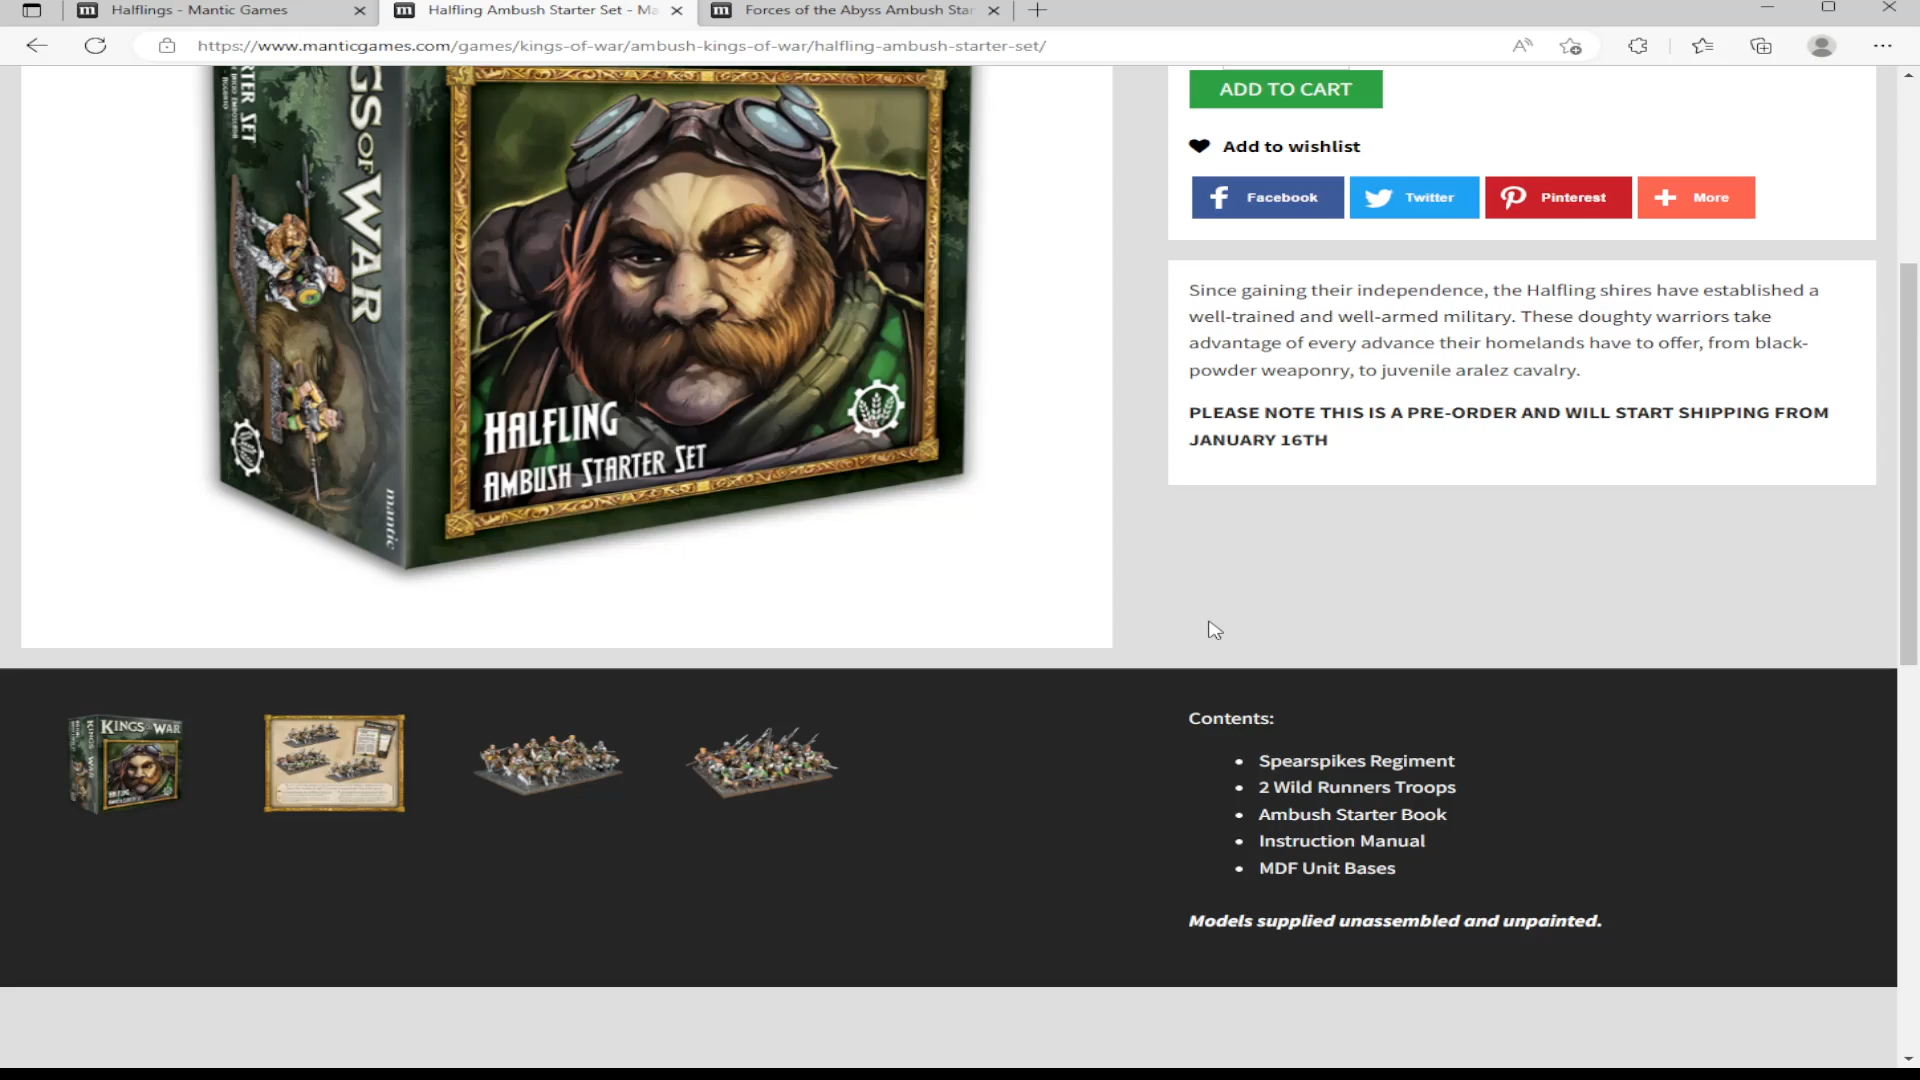 Halflings - Mantic Games
Halfling Ambush Starter Set - Ma
Forces of the Abyss Ambush Star
https://www.manticgames.com/games/kings-of-war/ambush-kings-of-war/halfling-ambush-starter-set/
RTER SET
GS OF WAR
mantic
HALFLING
AMBUSH STARTER SET
ADD TO CART
Add to wishlist
Facebook
Twitter
Pinterest
More
Since gaining their independence, the Halfling shires have established a
well-trained and well-armed military. These doughty warriors take
advantage of every advance their homelands have to offer, from black-
powder weaponry, to juvenile aralez cavalry.
PLEASE NOTE THIS IS A PRE-ORDER AND WILL START SHIPPING FROM
JANUARY 16TH
KINGS OF WAR
Contents:
• Spearspikes Regiment
• 2 Wild Runners Troops
• Ambush Starter Book
• Instruction Manual
• MDF Unit Bases
Models supplied unassembled and unpainted.